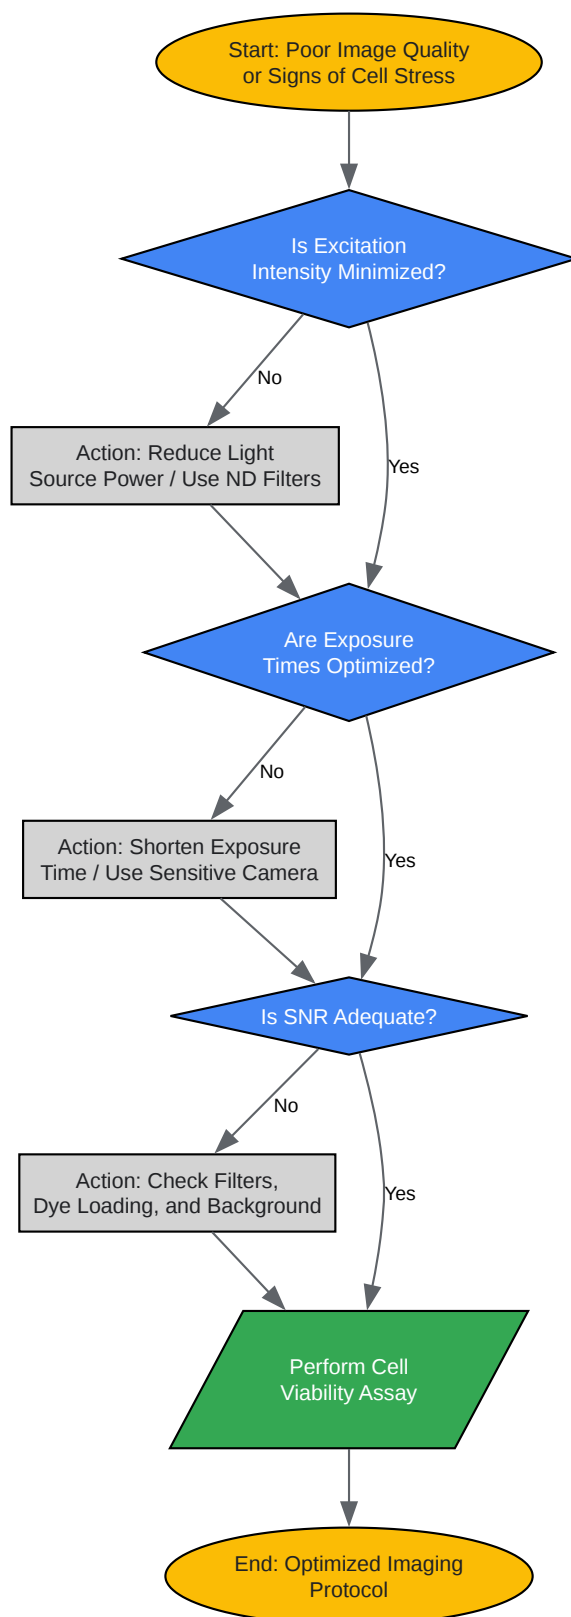 Start: Poor Image Quality
or Signs of Cell Stress
Is Excitation
Intensity Minimized?
No
Action: Reduce Light
Source Power / Use ND Filters
Yes
Are Exposure
Times Optimized?
No
Action: Shorten Exposure
Time / Use Sensitive Camera
Yes
Is SNR Adequate?
No
Action: Check Filters,
Dye Loading, and Background
Yes
Perform Cell
Viability Assay
End: Optimized Imaging
Protocol